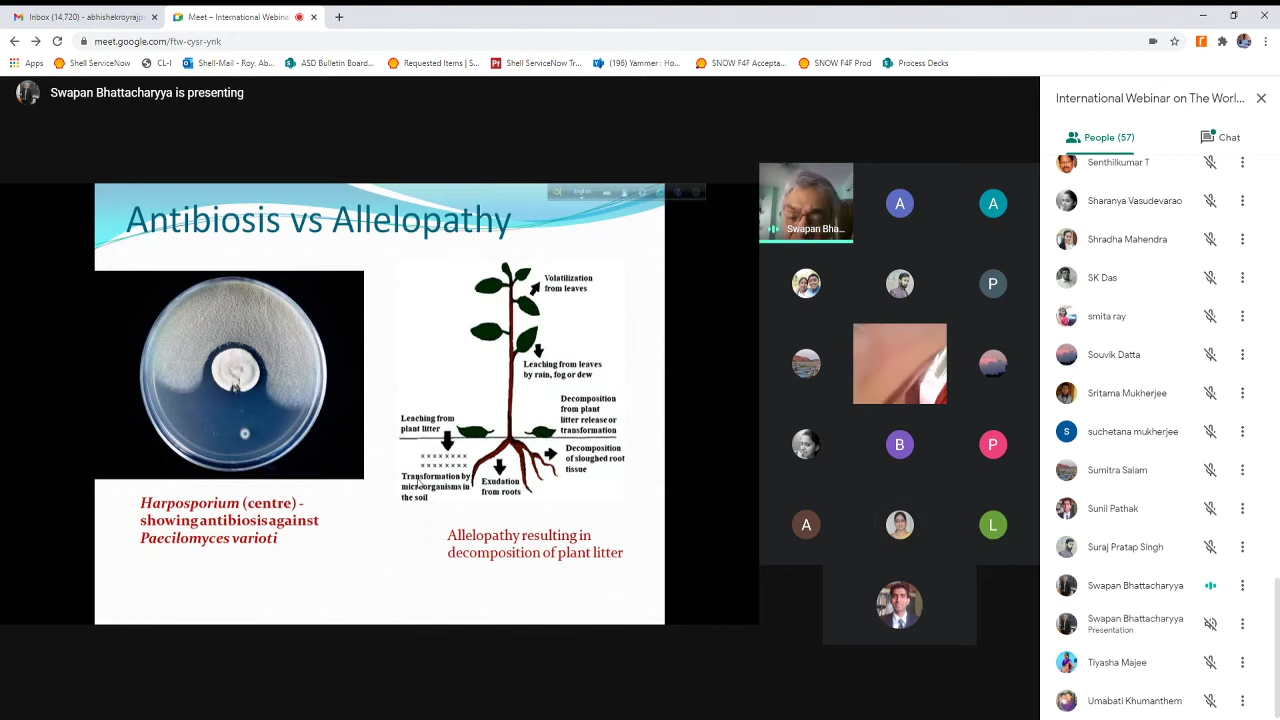 Inbox (14,720) - abhishekroyrajp
Meet – International Webina
meet.google.com/ftw-cysr-ynk
Apps
Shell ServiceNow
CL-I
Shell-Mail - Roy, Ab...
ASD Bulletin Board...
Requested Items | S...
Shell ServiceNow Tr...
(196) Yammer : Ho...
SNOW F4F Accepta...
SNOW F4F Prod
Process Decks
Swapan Bhattacharyya is presenting
International Webinar on The Worl...
People (57)
Chat
English
Antibiosis vs Allelopathy
Volatilization
from leaves
Leaching from leaves
by rain, fog or dew
Decomposition
from plant
litter release or
transformation
Leaching from
plant litter
Decomposition
of sloughed root
tissue
Transformation by
microorganisms in
the soil
Exudation
from roots
Harposporium (centre) -
showing antibiosis against
Paecilomyces varioti
Allelopathy resulting in
decomposition of plant litter
Swapan Bha...
A
A
P
B
P
A
L
Senthilkumar T
Sharanya Vasudevarao
Shradha Mahendra
SK Das
smita ray
Souvik Datta
Sritama Mukherjee
s
suchetana mukherjee
Sumitra Salam
Sunil Pathak
Suraj Pratap Singh
Swapan Bhattacharyya
Swapan Bhattacharyya
Presentation
Tiyasha Majee
Umabati Khumanthem